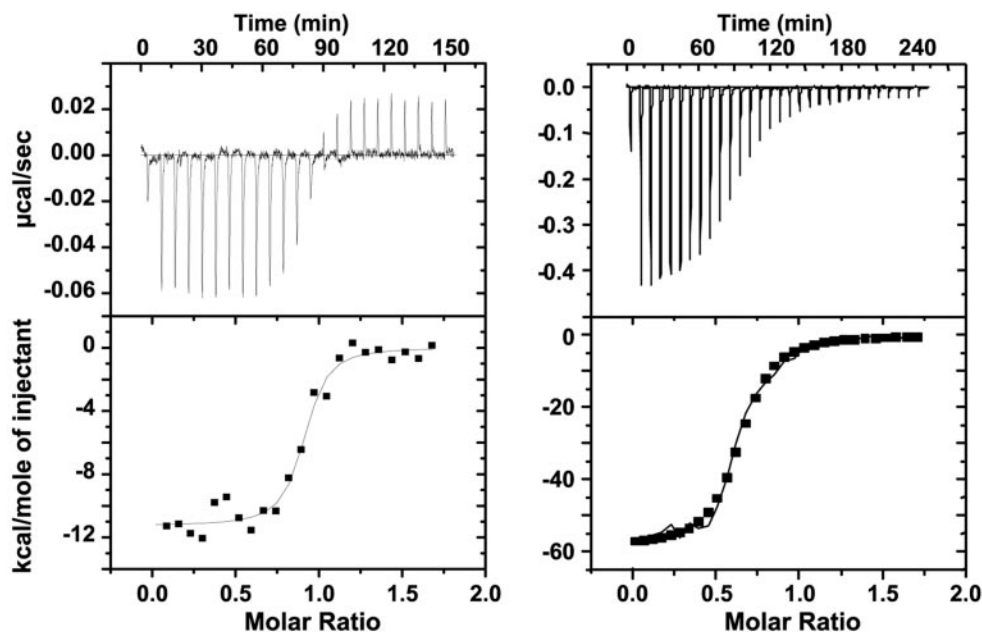 Time (min)
0 30 60 90 120 150
µcal/sec
0.02
0.00
-0.02
-0.04
-0.06
kcal/mole of injectant
0
-4
-8
-12
0.0 0.5 1.0 1.5 2.0
Molar Ratio
Time (min)
0 60 120 180 240
0.0
-0.1
-0.2
-0.3
-0.4
0
-20
-40
-60
0.0 0.5 1.0 1.5 2.0
Molar Ratio